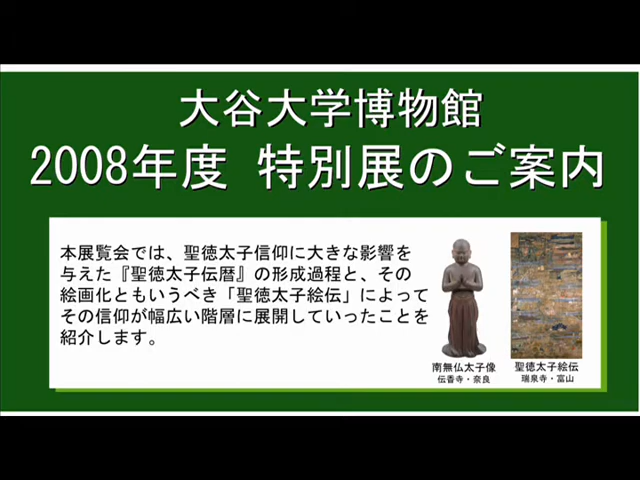 大谷大学博物館
2008年度 特別展のご案内
本展覧会では、聖徳太子信仰に大きな影響を
与えた『聖徳太子伝暦』の形成過程と、その
絵画化ともいうべき「聖徳太子絵伝」によって
その信仰が幅広い階層に展開していったことを
紹介します。
南無仏太子像
伝香寺・奈良
聖徳太子絵伝
瑞泉寺・富山